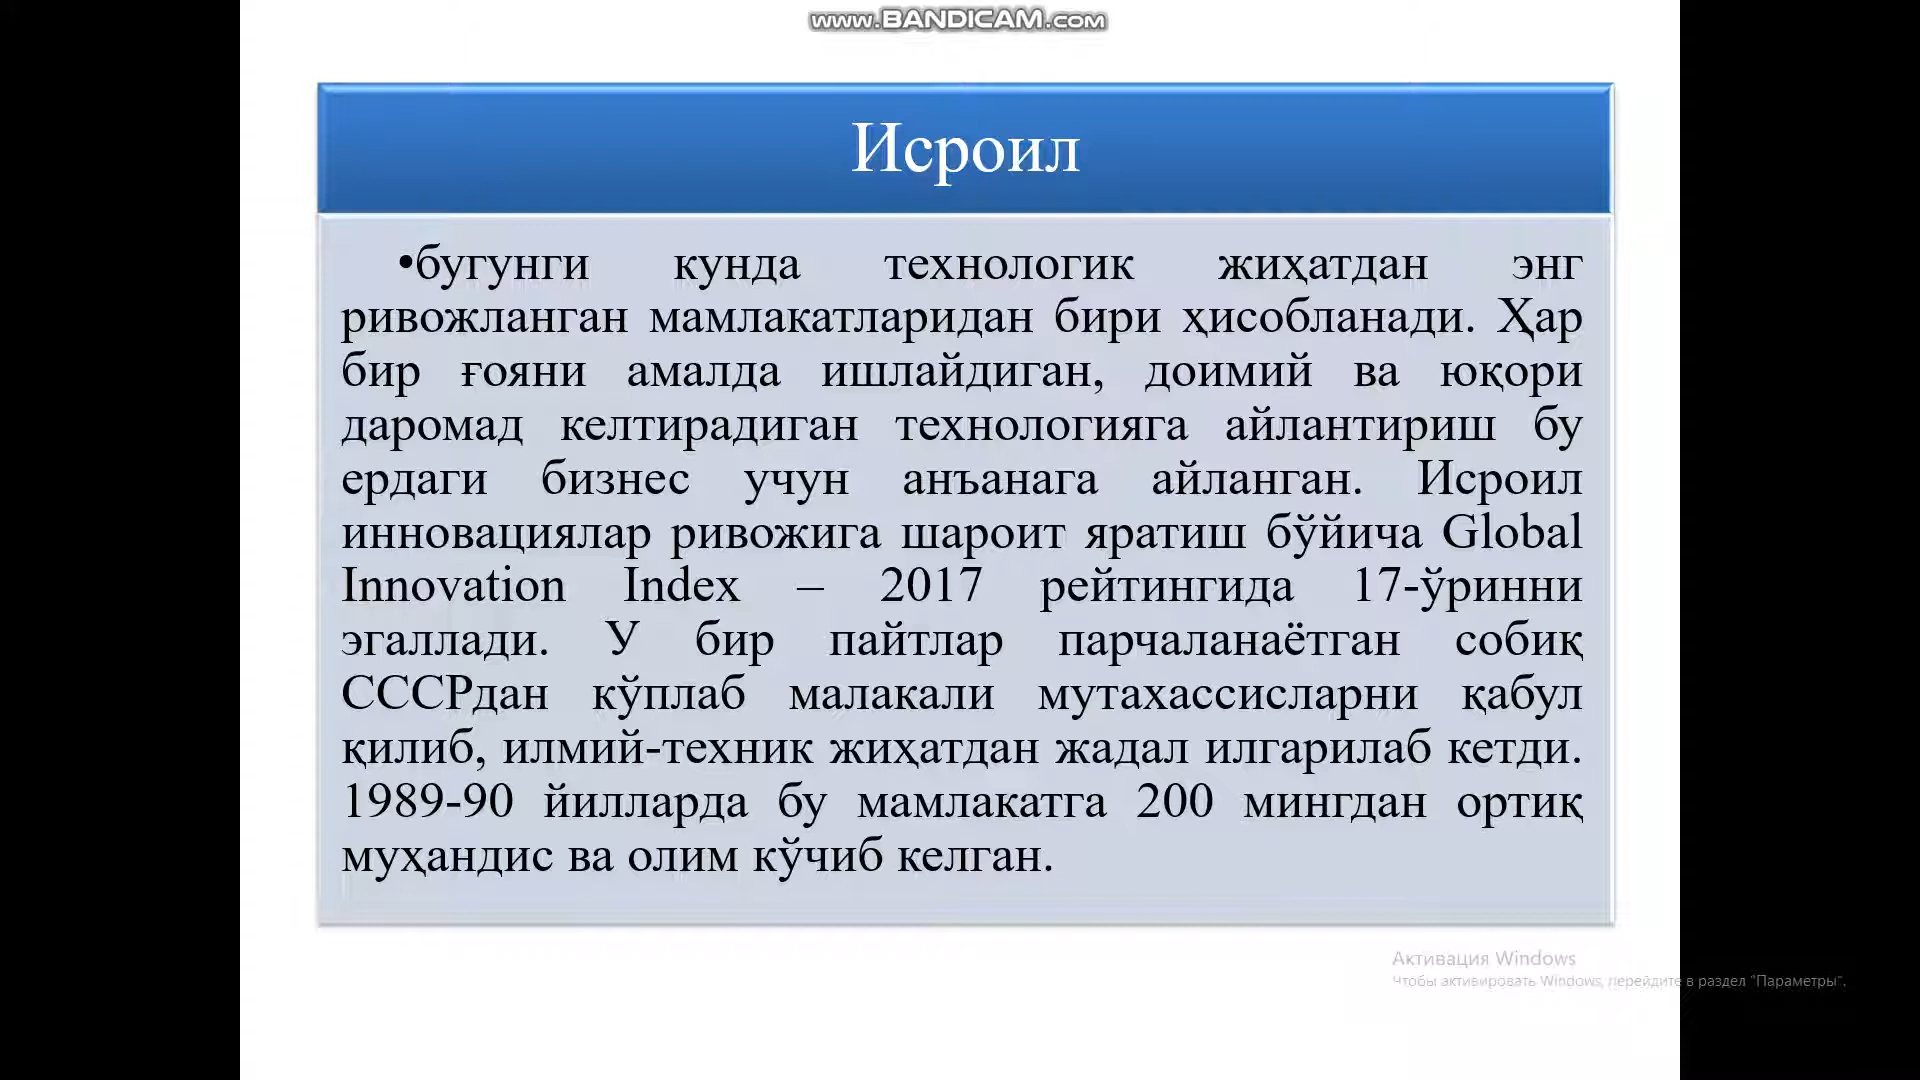 www.BANDICAM.com
Исроил
•бугунги кунда технологик жиҳатдан энг
ривожланган мамлакатларидан бири ҳисобланади. Ҳар
бир ғояни амалда ишлайдиган, доимий ва юқори
даромад келтирадиган технологияга айлантириш бу
ердаги бизнес учун анъанага айланган. Исроил
инновациялар ривожига шароит яратиш бўйича Global
Innovation Index – 2017 рейтингида 17-ўринни
эгаллади. У бир пайтлар парчаланаётган собиқ
СССРдан кўплаб малакали мутахассисларни қабул
қилиб, илмий-техник жиҳатдан жадал илгарилаб кетди.
1989-90 йилларда бу мамлакатга 200 мингдан ортиқ
муҳандис ва олим кўчиб келган.
Активация Windows
Чтобы активировать Windows, перейдите в раздел "Параметры".